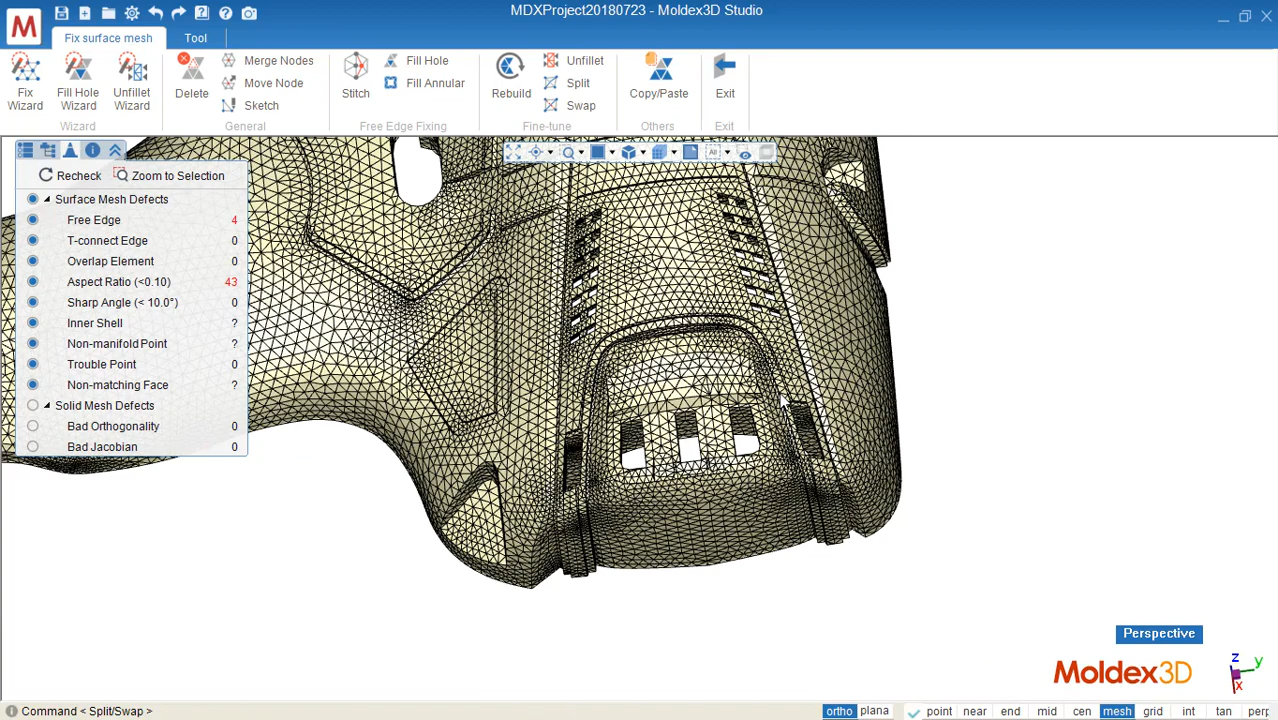 MDXProject20180723 - Moldex3D Studio
M
Fix surface mesh
Tool
Fix Wizard
Fill Hole Wizard
Unfillet Wizard
Wizard
Delete
Merge Nodes
Move Node
Sketch
General
Stitch
Fill Hole
Fill Annular
Free Edge Fixing
Rebuild
Unfillet
Split
Swap
Fine-tune
Copy/Paste
Others
Exit
Exit
All
Recheck
Zoom to Selection
Surface Mesh Defects
Free Edge 4
T-connect Edge 0
Overlap Element 0
Aspect Ratio (<0.10) 43
Sharp Angle (< 10.0°) 0
Inner Shell ?
Non-manifold Point ?
Trouble Point 0
Non-matching Face ?
Solid Mesh Defects
Bad Orthogonality 0
Bad Jacobian 0
Perspective
Moldex3D
z
y
x
Command < Split/Swap >
ortho plana point near end mid cen mesh grid int tan perp